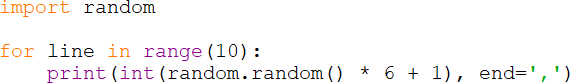 import random
for line in range(10):
    print(int(random.random() * 6 + 1), end=',')